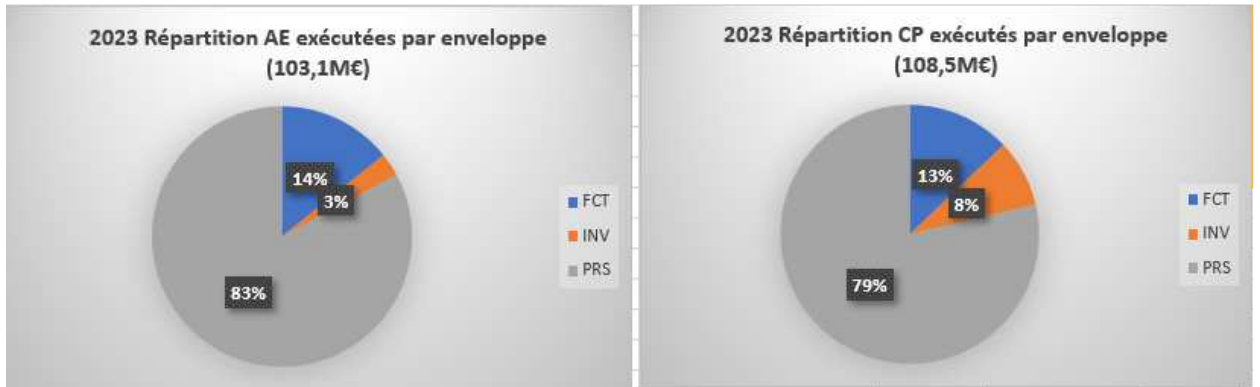 2023 Répartition AE exécutées par enveloppe
(103,1M€)
14%
3%
83%
FCT
INV
PRS
2023 Répartition CP exécutés par enveloppe
(108,5M€)
13%
8%
79%
FCT
INV
PRS